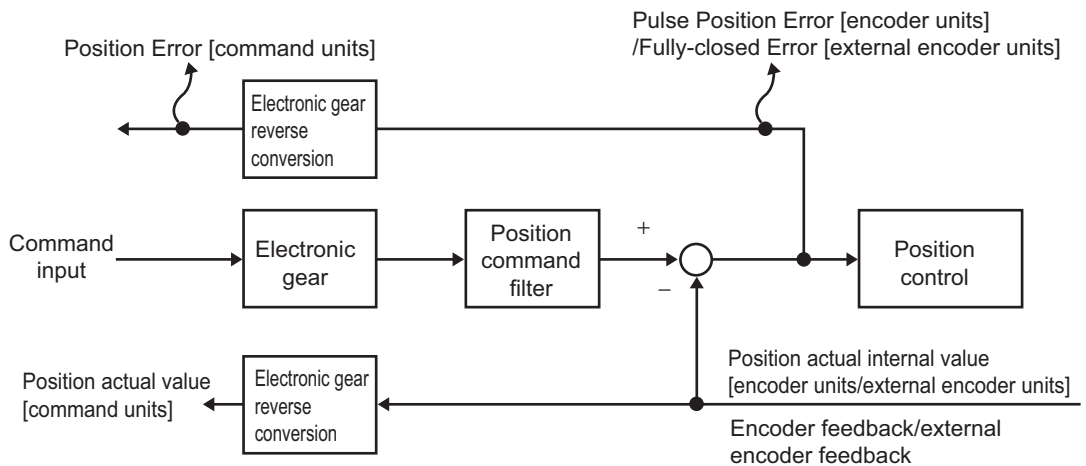 Position Error [command units]
Pulse Position Error [encoder units]
/Fully-closed Error [external encoder units]
Electronic gear
reverse
conversion
Command
input
Electronic
gear
Position
command
filter
+
−
Position
control
Position actual value
[command units]
Electronic gear
reverse
conversion
Position actual internal value
[encoder units/external encoder units]
Encoder feedback/external
encoder feedback